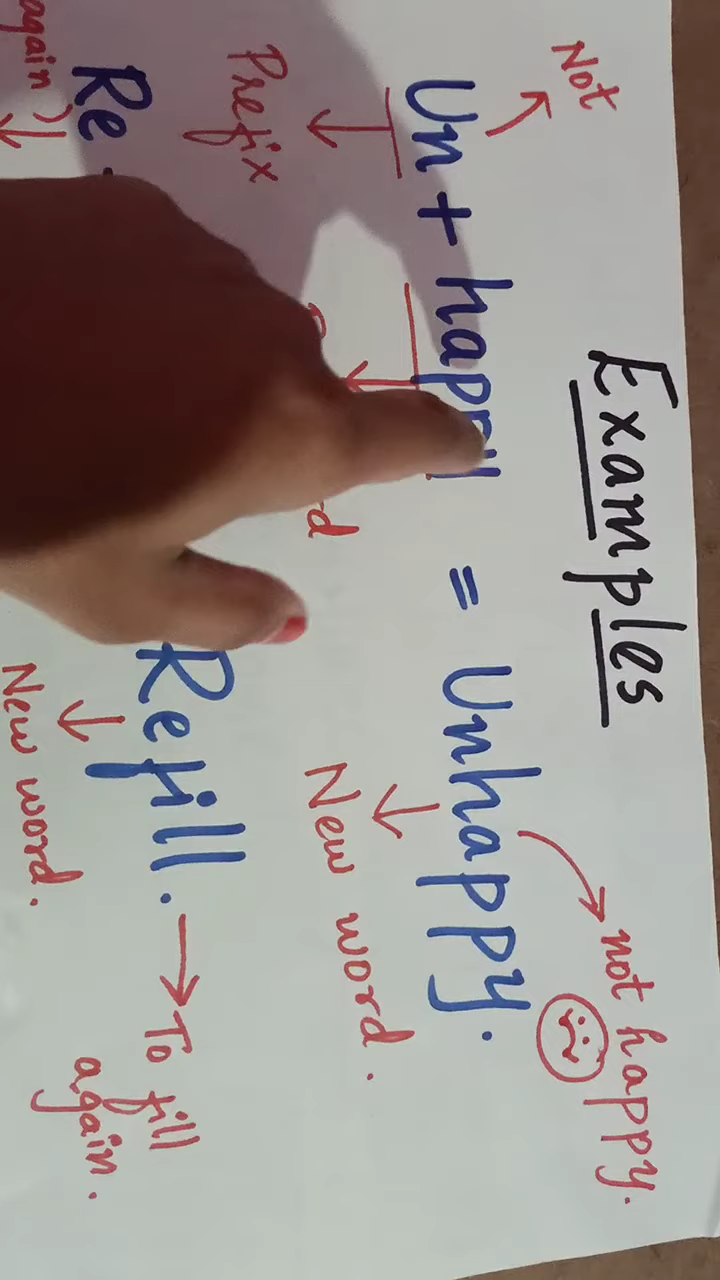 Examples
Not
not happy.
Un + happy = Unhappy.
Prefix
New word.
Re
Refill. → To fill again.
again)
New word.